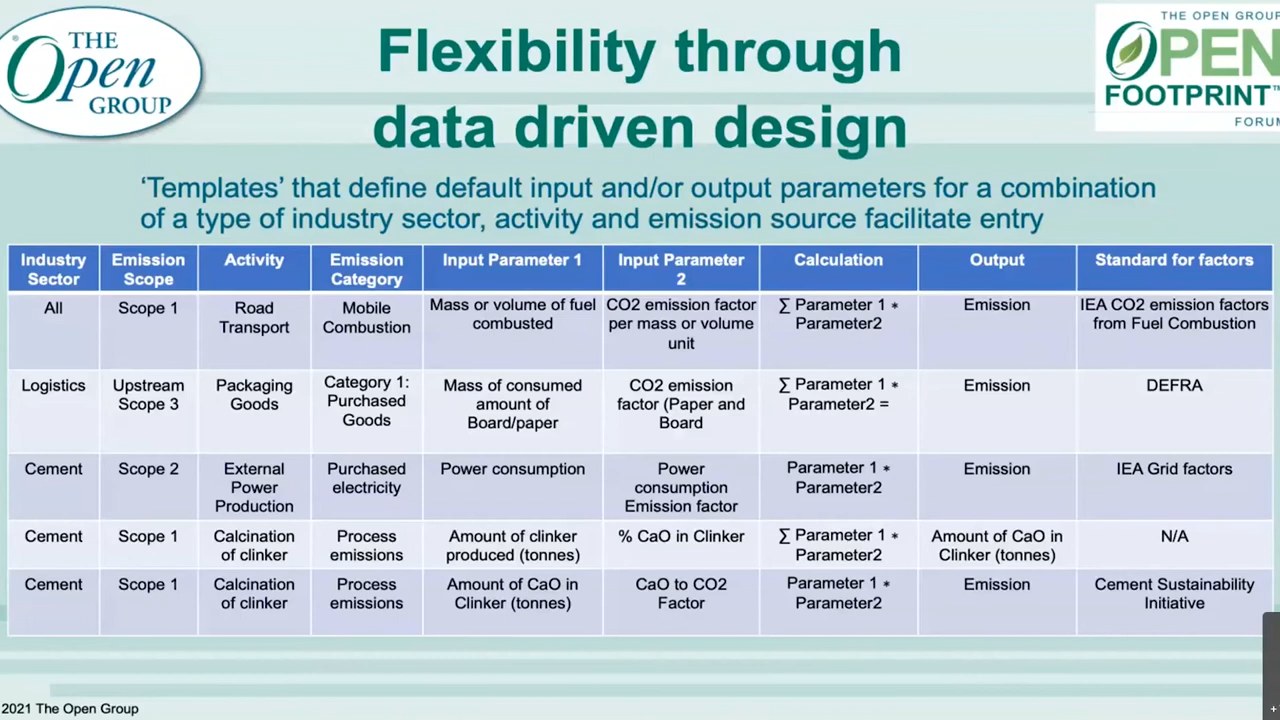 THE
Open
GROUP
®
Flexibility through
data driven design
THE OPEN GROUP
OPEN
FOOTPRINT™
FORUM
‘Templates’ that define default input and/or output parameters for a combination
of a type of industry sector, activity and emission source facilitate entry
Industry
Sector
Emission
Scope
Activity
Emission
Category
Input Parameter 1
Input Parameter
2
Calculation
Output
Standard for factors
All
Scope 1
Road
Transport
Mobile
Combustion
Mass or volume of fuel
combusted
CO2 emission factor
per mass or volume
unit
∑ Parameter 1 *
Parameter2
Emission
IEA CO2 emission factors
from Fuel Combustion
Logistics
Upstream
Scope 3
Packaging
Goods
Category 1:
Purchased
Goods
Mass of consumed
amount of
Board/paper
CO2 emission
factor (Paper and
Board
∑ Parameter 1 *
Parameter2 =
Emission
DEFRA
Cement
Scope 2
External
Power
Production
Purchased
electricity
Power consumption
Power
consumption
Emission factor
Parameter 1 *
Parameter2
Emission
IEA Grid factors
Cement
Scope 1
Calcination
of clinker
Process
emissions
Amount of clinker
produced (tonnes)
% CaO in Clinker
∑ Parameter 1 *
Parameter2
Amount of CaO in
Clinker (tonnes)
N/A
Cement
Scope 1
Calcination
of clinker
Process
emissions
Amount of CaO in
Clinker (tonnes)
CaO to CO2
Factor
Parameter 1 *
Parameter2
Emission
Cement Sustainability
Initiative
2021 The Open Group
+